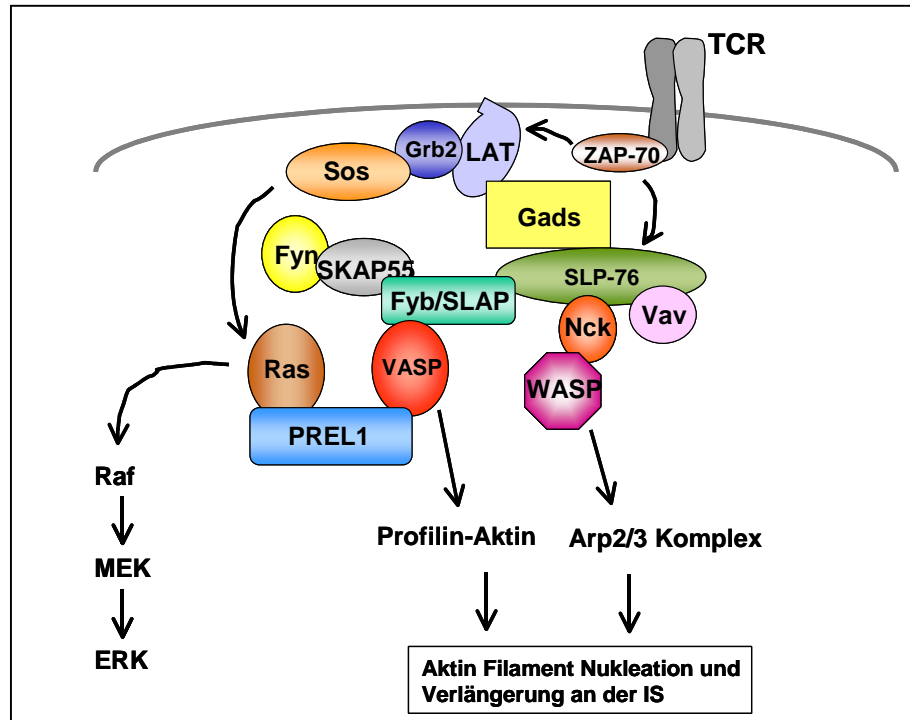 TCR
Grb2
LAT
ZAP-70
Sos
Gads
Fyn
SKAP55
SLP-76
Fyb/SLAP
Nck
Vav
Ras
VASP
WASP
PREL1
Raf
Profilin-Aktin
Arp2/3 Komplex
MEK
ERK
Aktin Filament Nukleation und
Verlängerung an der IS